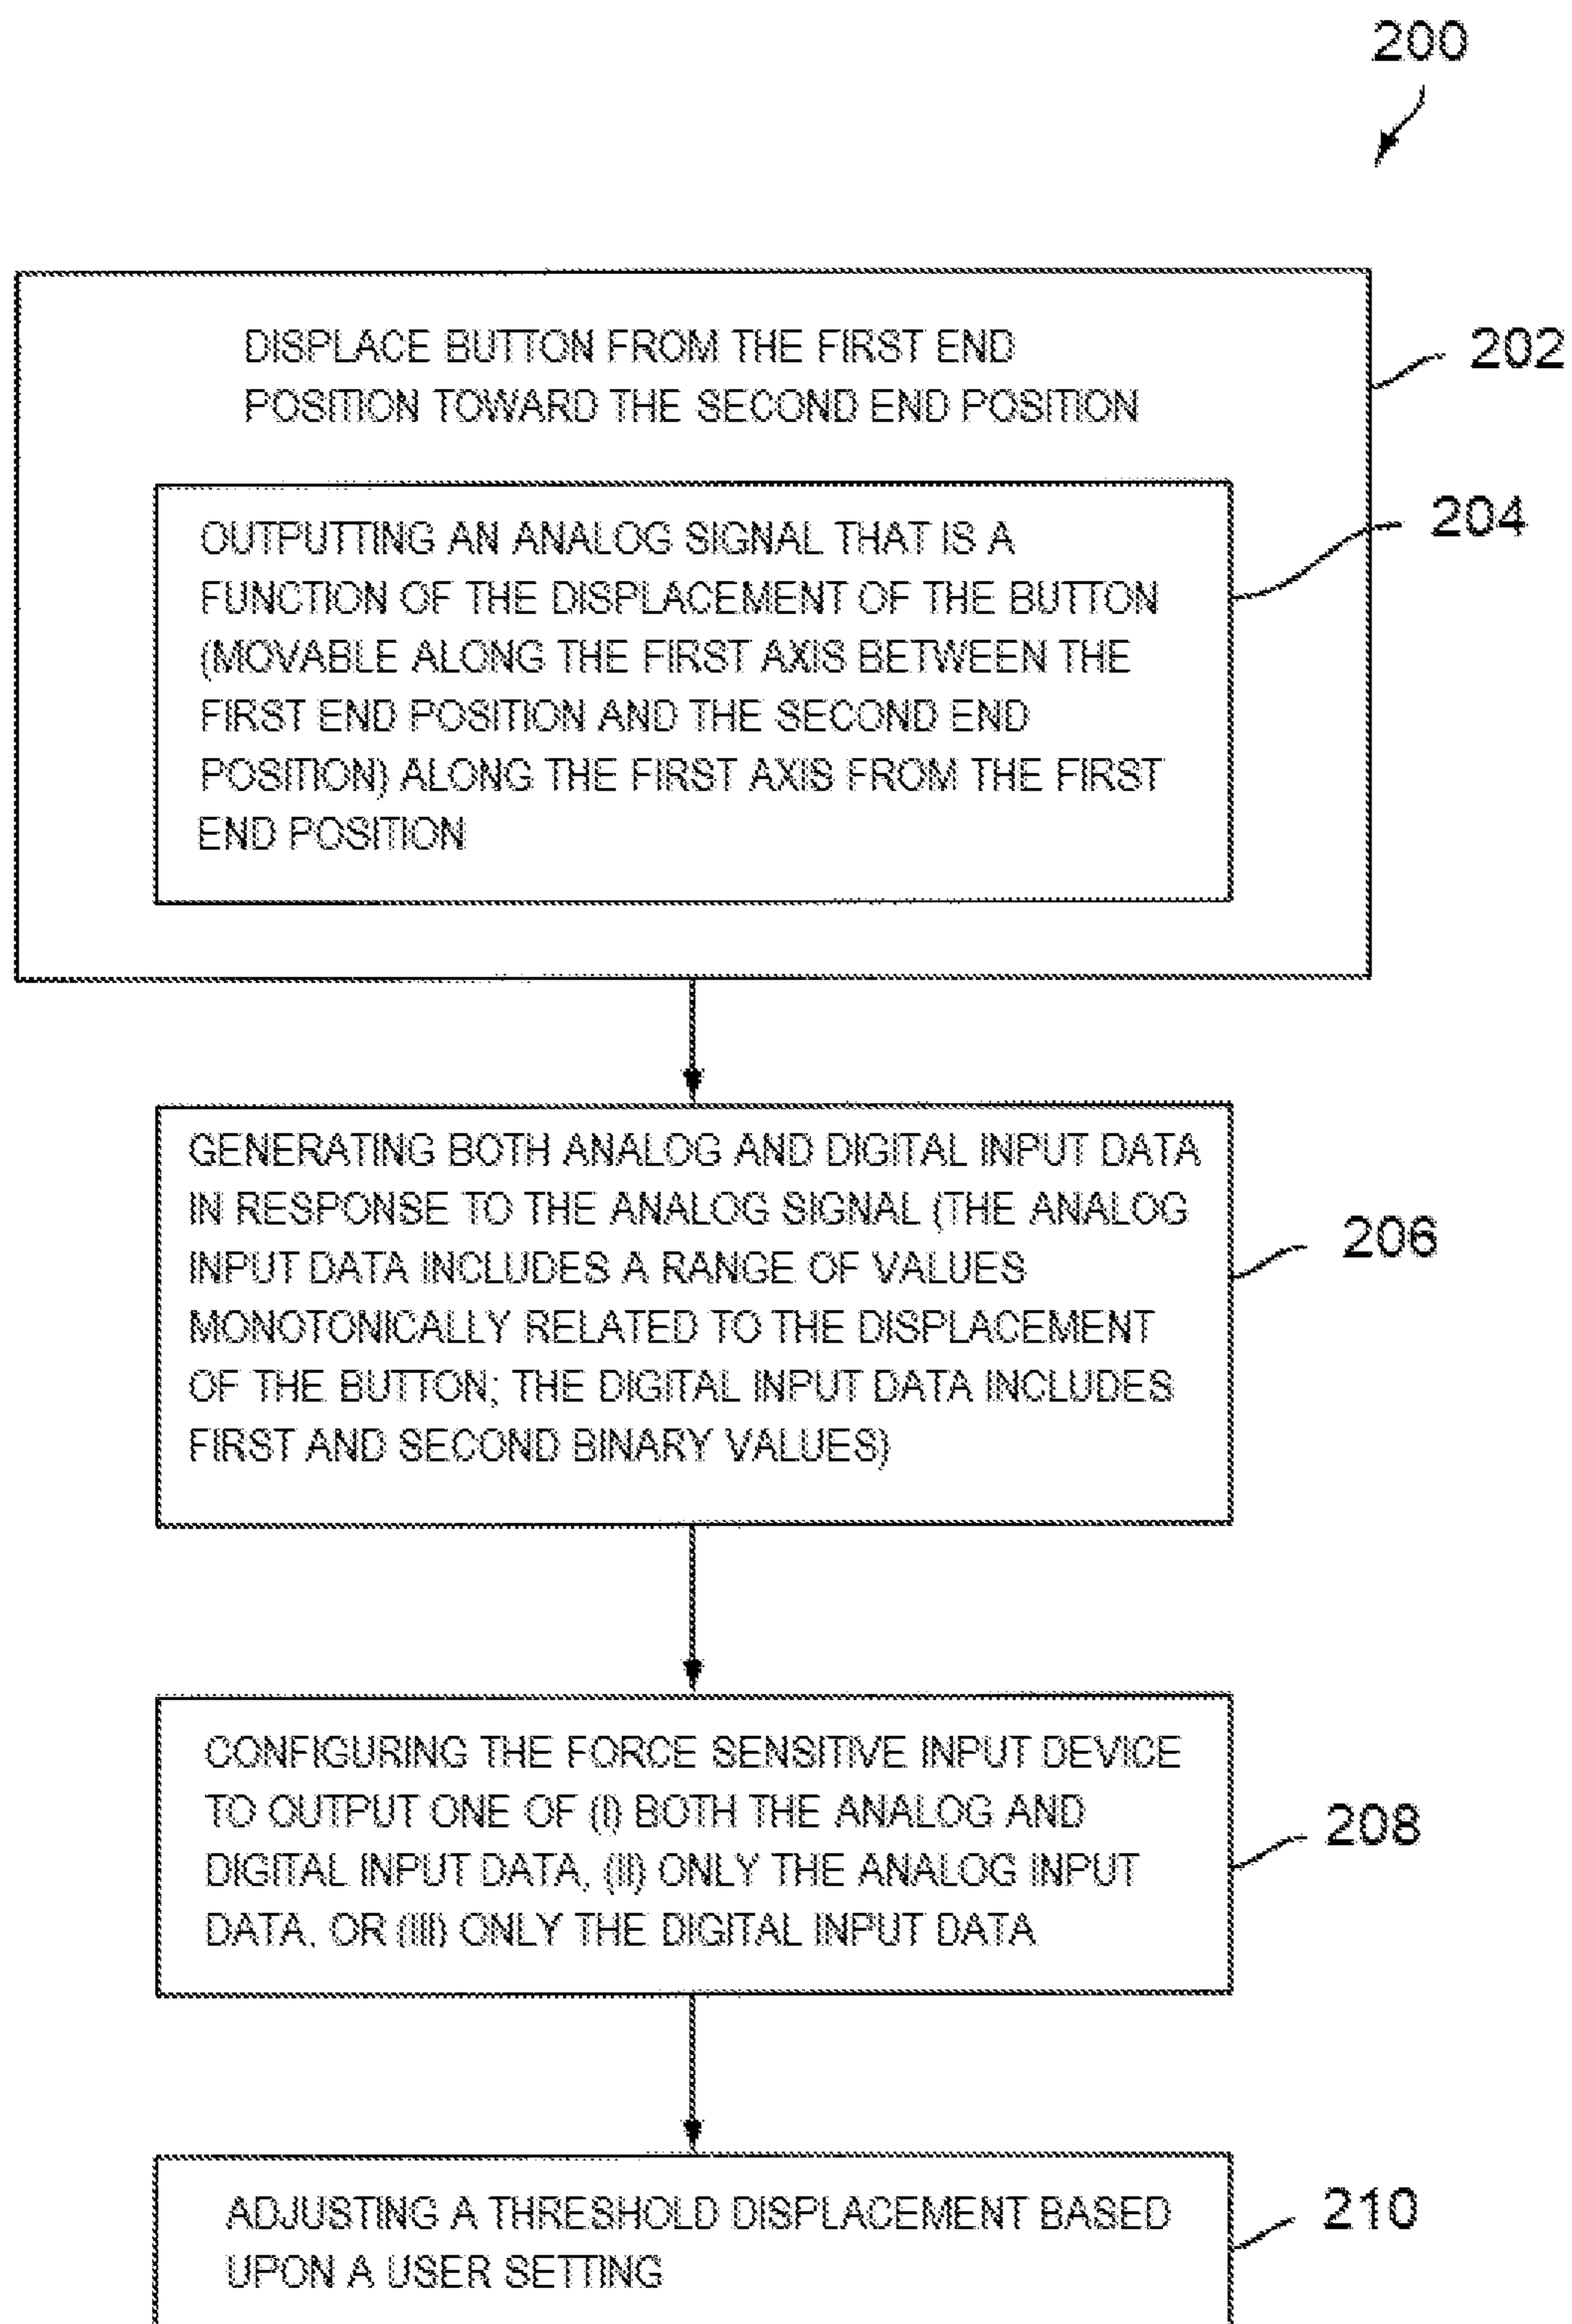 200
DISPLACE BUTTON FROM THE FIRST END
POSITION TOWARD THE SECOND END POSITION
202
OUTPUTTING AN ANALOG SIGNAL THAT IS A
FUNCTION OF THE DISPLACEMENT OF THE BUTTON
(MOVABLE ALONG THE FIRST AXIS BETWEEN THE
FIRST END POSITION AND THE SECOND END
POSITION) ALONG THE FIRST AXIS FROM THE FIRST
END POSITION
204
GENERATING BOTH ANALOG AND DIGITAL INPUT DATA
IN RESPONSE TO THE ANALOG SIGNAL (THE ANALOG
INPUT DATA INCLUDES A RANGE OF VALUES
MONOTONICALLY RELATED TO THE DISPLACEMENT
OF THE BUTTON; THE DIGITAL INPUT DATA INCLUDES
FIRST AND SECOND BINARY VALUES)
206
CONFIGURING THE FORCE SENSITIVE INPUT DEVICE
TO OUTPUT ONE OF (I) BOTH THE ANALOG AND
DIGITAL INPUT DATA, (II) ONLY THE ANALOG INPUT
DATA, OR (III) ONLY THE DIGITAL INPUT DATA
208
ADJUSTING A THRESHOLD DISPLACEMENT BASED
UPON A USER SETTING
210